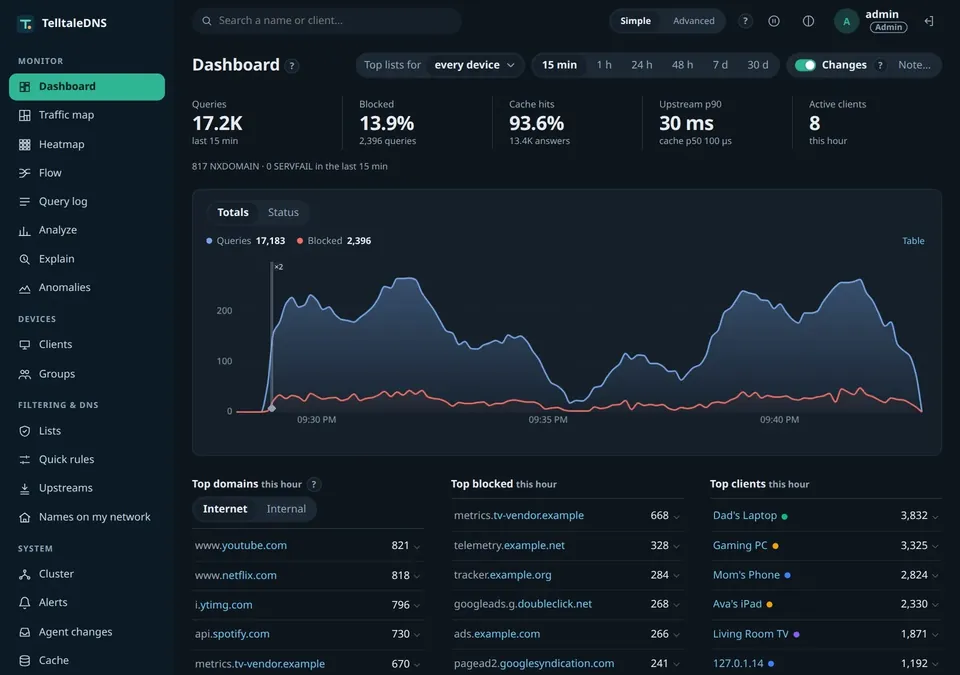 TelltaleDNS
Search a name or client...
Simple Advanced ? A admin
Admin
MONITOR
Dashboard
Traffic map
Heatmap
Flow
Query log
Analyze
Explain
Anomalies
DEVICES
Clients
Groups
FILTERING & DNS
Lists
Quick rules
Upstreams
Names on my network
SYSTEM
Cluster
Alerts
Agent changes
Cache
Dashboard ? Top lists for every device 15 min 1 h 24 h 48 h 7 d 30 d Changes ? Note...
Queries
17.2K
last 15 min
Blocked
13.9%
2,396 queries
Cache hits
93.6%
13.4K answers
Upstream p90
30 ms
cache p50 100 µs
Active clients
8
this hour
817 NXDOMAIN · 0 SERVFAIL in the last 15 min
Totals Status
Queries 17,183 Blocked 2,396 Table
×2
200
100
0
09:30 PM 09:35 PM 09:40 PM
Top domains this hour ?
Internet Internal
www.youtube.com 821
www.netflix.com 818
i.ytimg.com 796
api.spotify.com 730
metrics.tv-vendor.example 670
Top blocked this hour
metrics.tv-vendor.example 668
telemetry.example.net 328
tracker.example.org 284
googleads.g.doubleclick.net 268
ads.example.com 266
pagead2.googlesyndication.com 241
Top clients this hour
Dad's Laptop 3,832
Gaming PC 3,325
Mom's Phone 2,824
Ava's iPad 2,330
Living Room TV 1,871
127.0.1.14 1,192